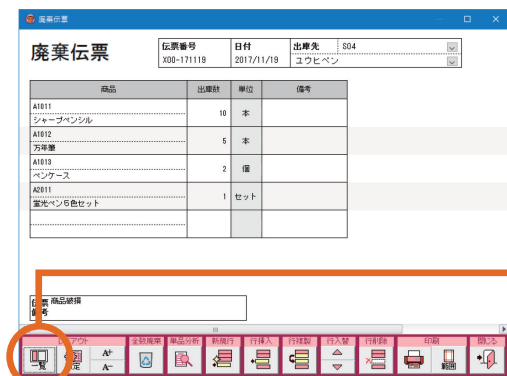 廃棄伝票
廃棄伝票
伝票番号 日付 出庫先 S04
X00-171119 2017/11/19 ユウヒペン
商品 出庫数 単位 備考
A1011
シャープペンシル 10 本
A1012
万年筆 5 本
A1013
ペンケース 2 個
A2011
蛍光ペン5色セット 1 セット
伝票 商品破損
備考
アウト 全数廃棄 単品分析 新規行 行挿入 行複製 行入替 行削除 印刷 閉じる
A+
一覧 定 A- 範囲